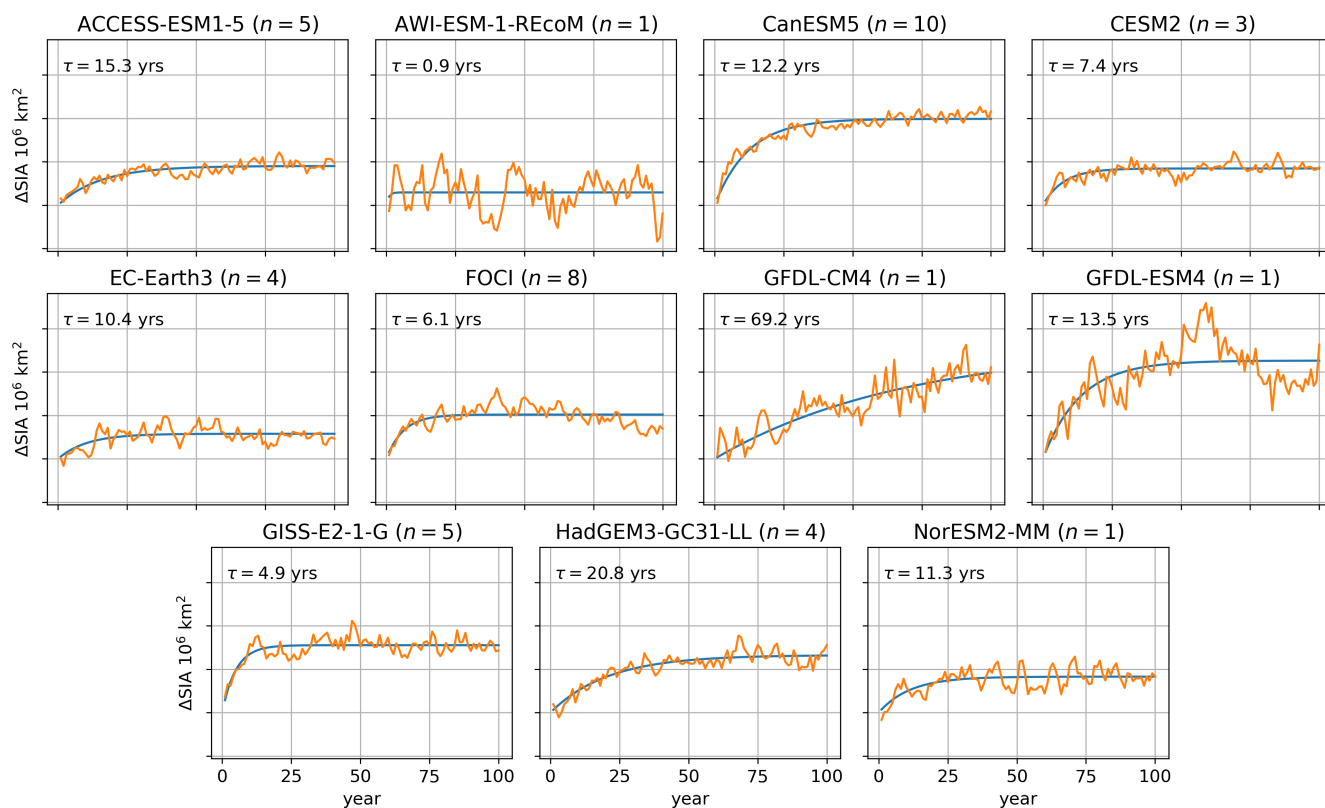 ACCESS-ESM1-5 (n = 5)
AWI-ESM-1-REcoM (n = 1)
CanESM5 (n = 10)
CESM2 (n = 3)
τ = 15.3 yrs
τ = 0.9 yrs
τ = 12.2 yrs
τ = 7.4 yrs
ΔSIA 10⁶ km²
EC-Earth3 (n = 4)
FOCI (n = 8)
GFDL-CM4 (n = 1)
GFDL-ESM4 (n = 1)
τ = 10.4 yrs
τ = 6.1 yrs
τ = 69.2 yrs
τ = 13.5 yrs
ΔSIA 10⁶ km²
GISS-E2-1-G (n = 5)
HadGEM3-GC31-LL (n = 4)
NorESM2-MM (n = 1)
τ = 4.9 yrs
τ = 20.8 yrs
τ = 11.3 yrs
ΔSIA 10⁶ km²
0 25 50 75 100
0 25 50 75 100
0 25 50 75 100
year
year
year